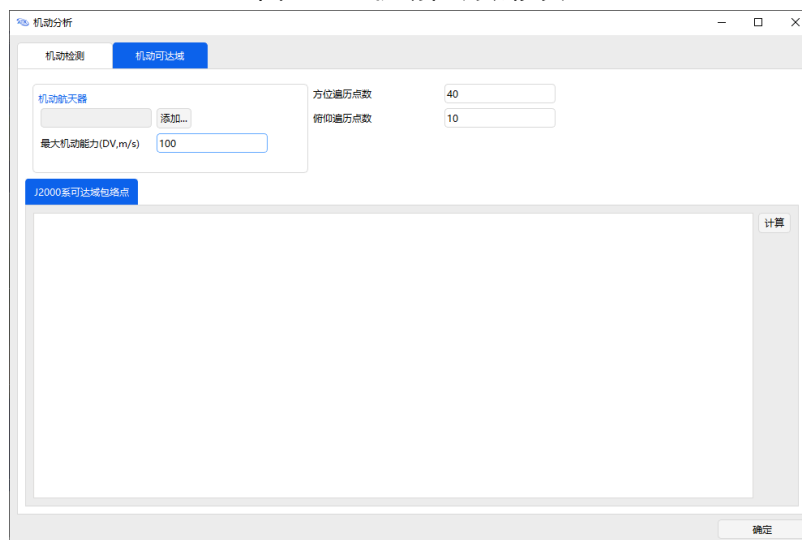 机动分析
机动检测 机动可达域
机动航天器
添加...
最大机动能力(DV,m/s) 100
方位遍历点数 40
俯仰遍历点数 10
J2000系可达域包络点
计算
确定